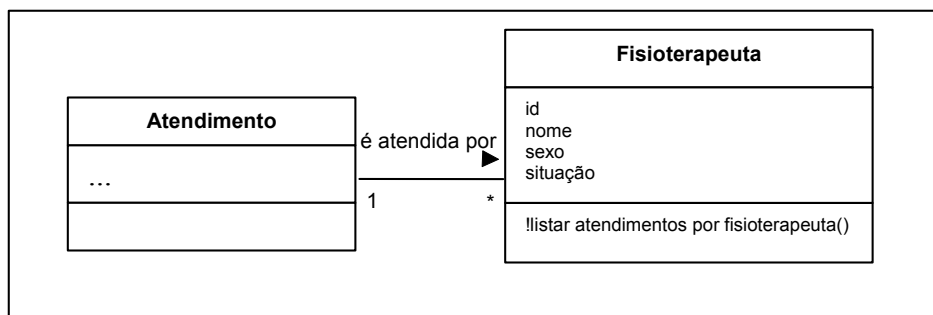 Atendimento
...
é atendida por
1
*
Fisioterapeuta
id
nome
sexo
situação
!listar atendimentos por fisioterapeuta()